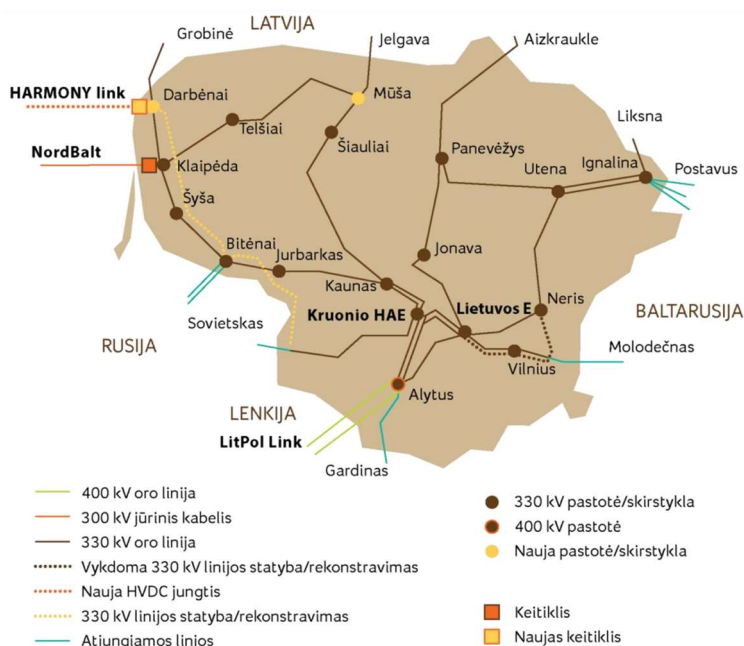 LATVIJA
Grobinė
Jelgava
Aizkraukle
HARMONY link
Darbėnai
Mūša
Telšiai
Šiauliai
Liksna
NordBalt
Klaipėda
Panevėžys
Utena
Ignalina
Postavus
Šyša
Bitėnai
Jurbarkas
Jonava
Kaunas
Sovietskas
Kruonio HAE
Lietuvos E
Neris
BALTARUSIJA
RUSIJA
Molodečnas
Vilnius
Alytus
LENKIJA
LitPol Link
Gardinas
400 kV oro linija
300 kV jūrinis kabelis
330 kV oro linija
Vykdoma 330 kV linijos statyba/rekonstravimas
Nauja HVDC jungtis
330 kV linijos statyba/rekonstravimas
Atjungiamos linijos
330 kV pastotė/skirstykla
400 kV pastotė
Nauja pastotė/skirstykla
Keitiklis
Naujas keitiklis